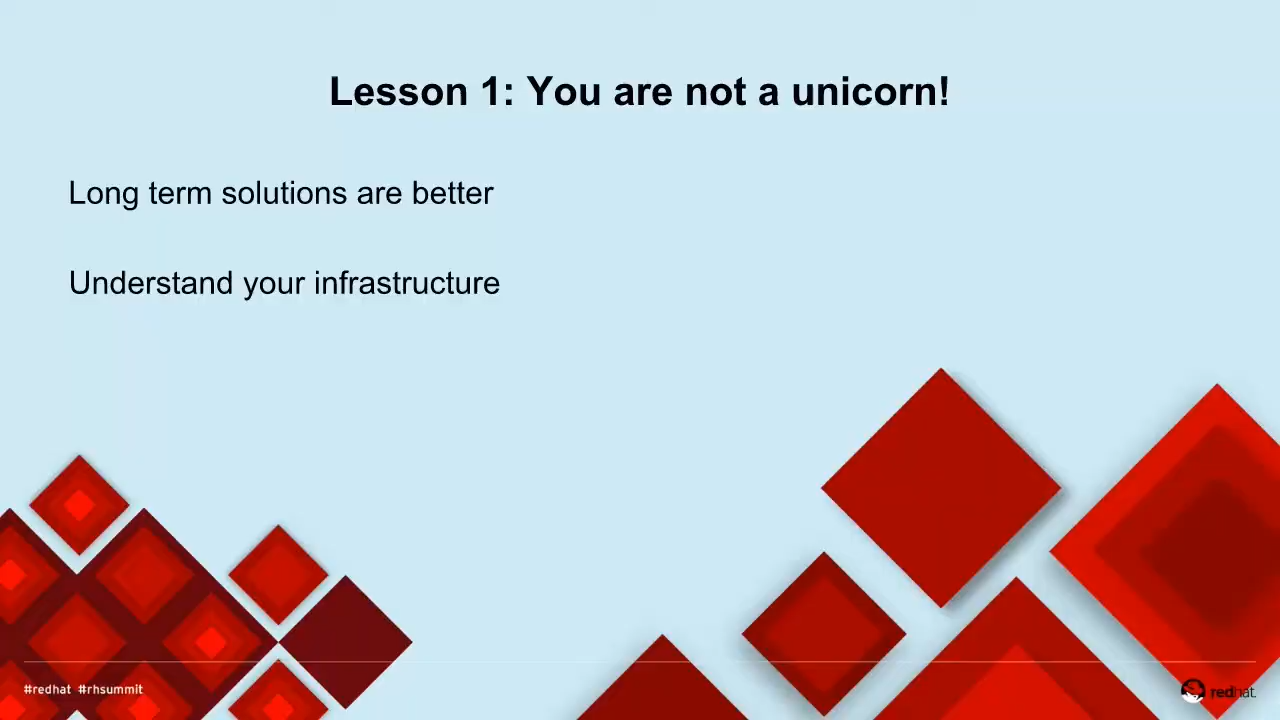 Lesson 1: You are not a unicorn!
Long term solutions are better
Understand your infrastructure
#redhat #rhsummit
redhat.